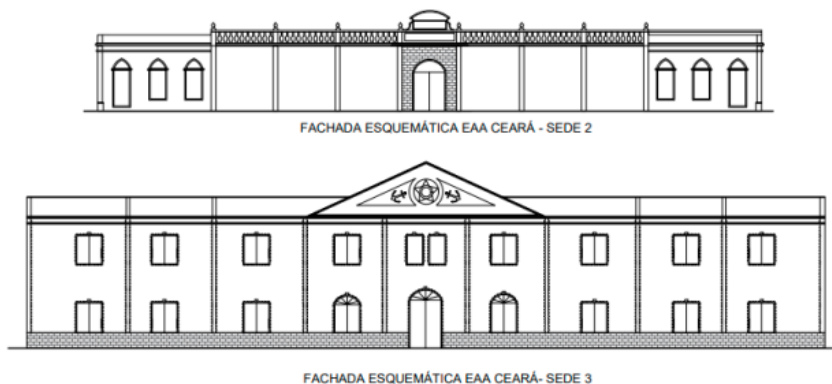 FACHADA ESQUEMÁTICA EAA CEARÁ - SEDE 2
FACHADA ESQUEMÁTICA EAA CEARÁ- SEDE 3